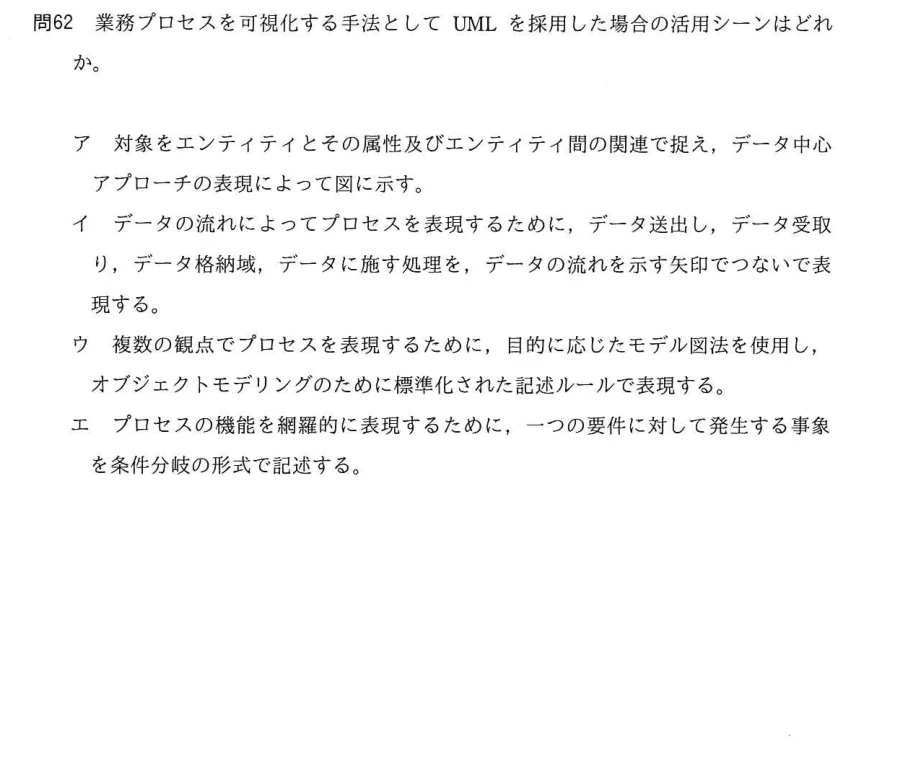 問62 業務プロセスを可視化する手法として UML を採用した場合の活用シーンはどれ
か。
ア 対象をエンティティとその属性及びエンティティ間の関連で捉え，データ中心
アプローチの表現によって図に示す。
イ データの流れによってプロセスを表現するために，データ送出し，データ受取
り，データ格納域，データに施す処理を，データの流れを示す矢印でつないで表
現する。
ウ 複数の観点でプロセスを表現するために，目的に応じたモデル図法を使用し，
オブジェクトモデリングのために標準化された記述ルールで表現する。
エ プロセスの機能を網羅的に表現するために，一つの要件に対して発生する事象
を条件分岐の形式で記述する。